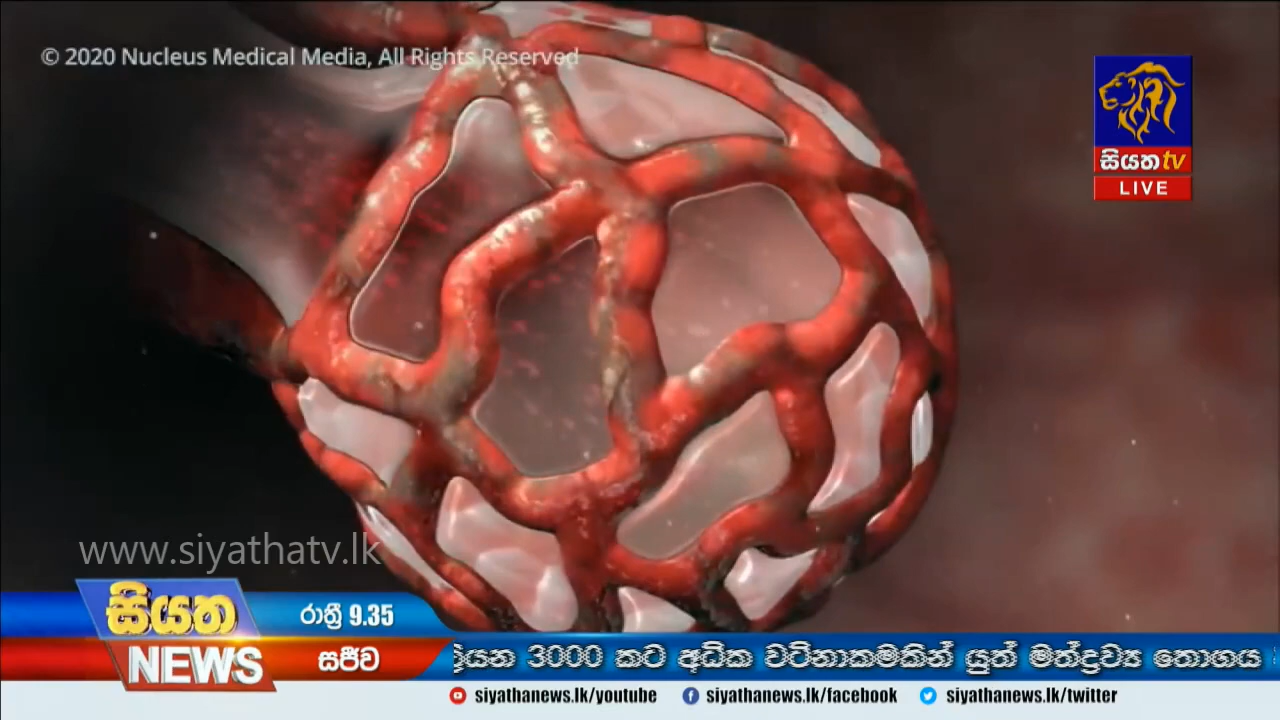 © 2020 Nucleus Medical Media, All Rights Reserved
සියත tv
LIVE
www.siyathatv.lk
සියත
NEWS
රාත්‍රී 9.35
සජීව
3000 කට අධික වටිනාකමකින් යුත් මත්ද්‍රව්‍ය තොගය
siyathanews.lk/youtube
siyathanews.lk/facebook
siyathanews.lk/twitter